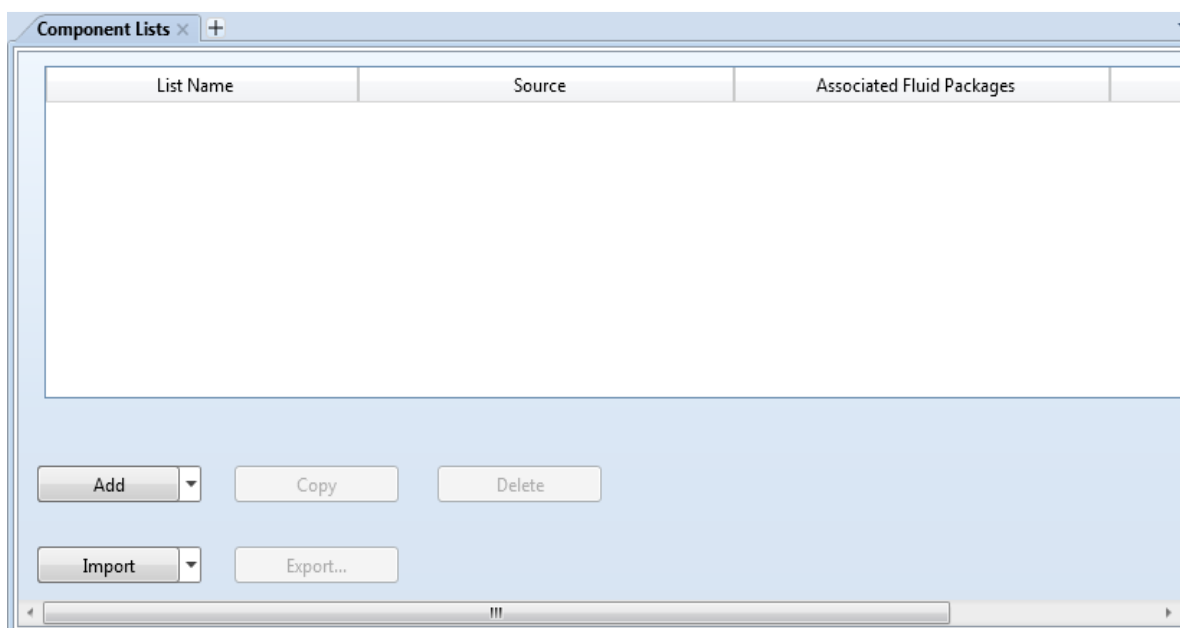 Component Lists
List Name Source Associated Fluid Packages
Add Copy Delete
Import Export...